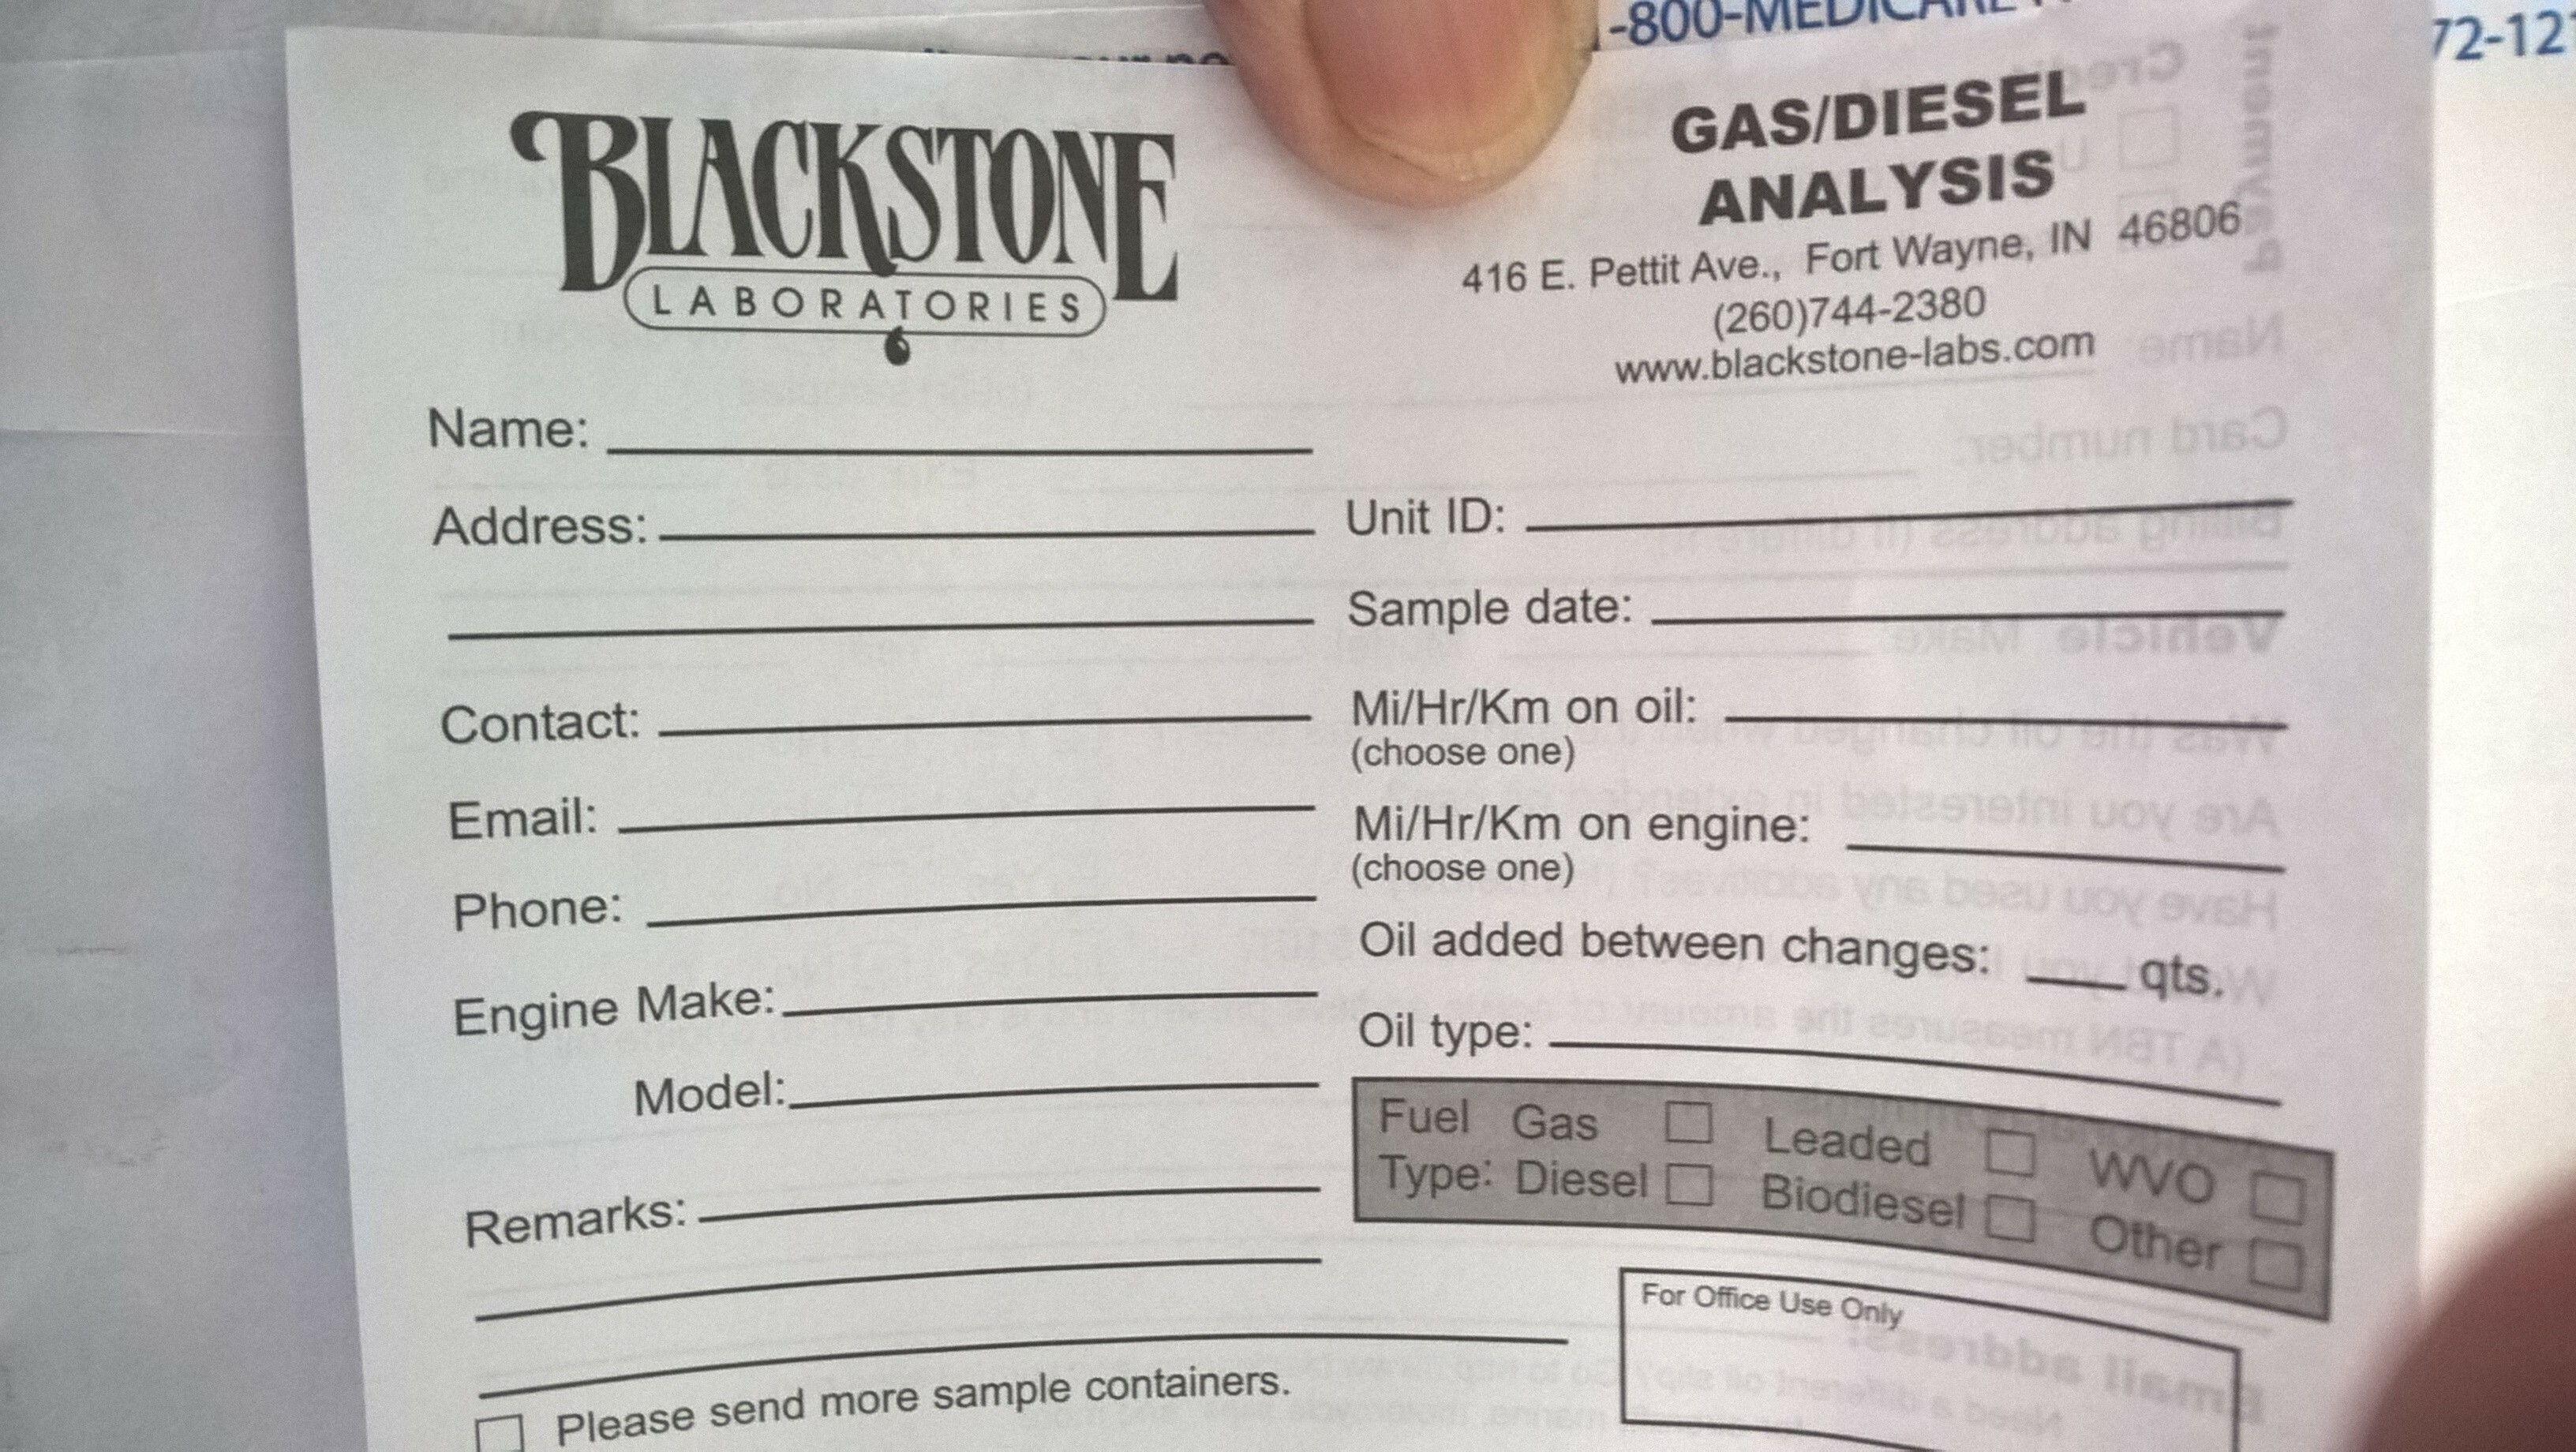 -800-MEDICARE
72-12
BLACKSTONE
LABORATORIES
GAS/DIESEL
ANALYSIS
416 E. Pettit Ave., Fort Wayne, IN 46806
(260)744-2380
www.blackstone-labs.com
Name:
Address:
Contact:
Email:
Phone:
Engine Make:
Model:
Remarks:
Please send more sample containers.
Unit ID:
Sample date:
Mi/Hr/Km on oil:
(choose one)
Mi/Hr/Km on engine:
(choose one)
Oil added between changes: ___ qts.
Oil type:
Fuel Gas Leaded WVO
Type: Diesel Biodiesel Other
For Office Use Only